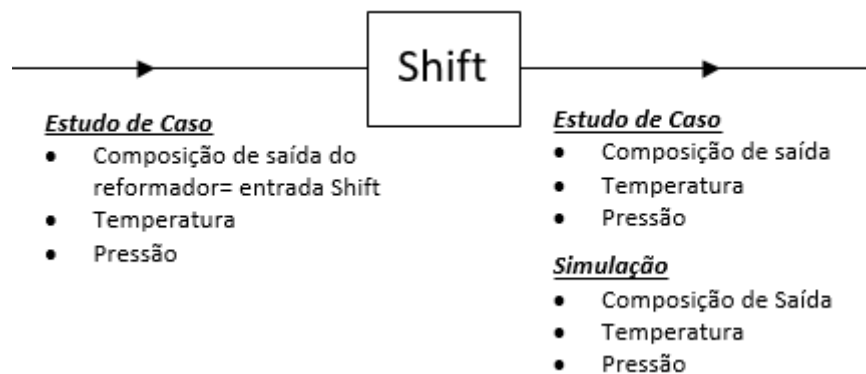 Shift
Estudo de Caso
• Composição de saída do
reformador= entrada Shift
• Temperatura
• Pressão
Estudo de Caso
• Composição de saída
• Temperatura
• Pressão
Simulação
• Composição de Saída
• Temperatura
• Pressão